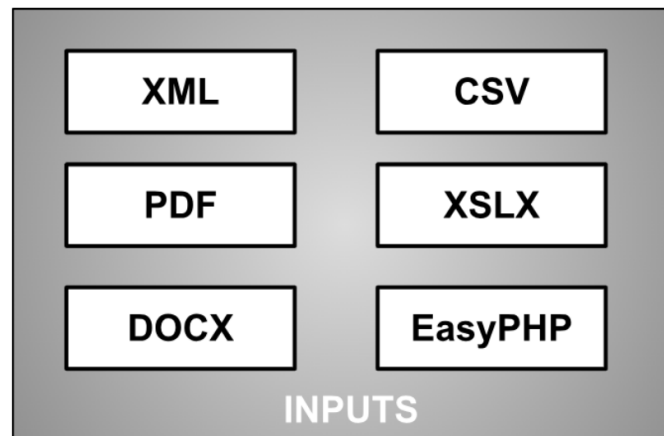 XML
CSV
PDF
XSLX
DOCX
EasyPHP
INPUTS